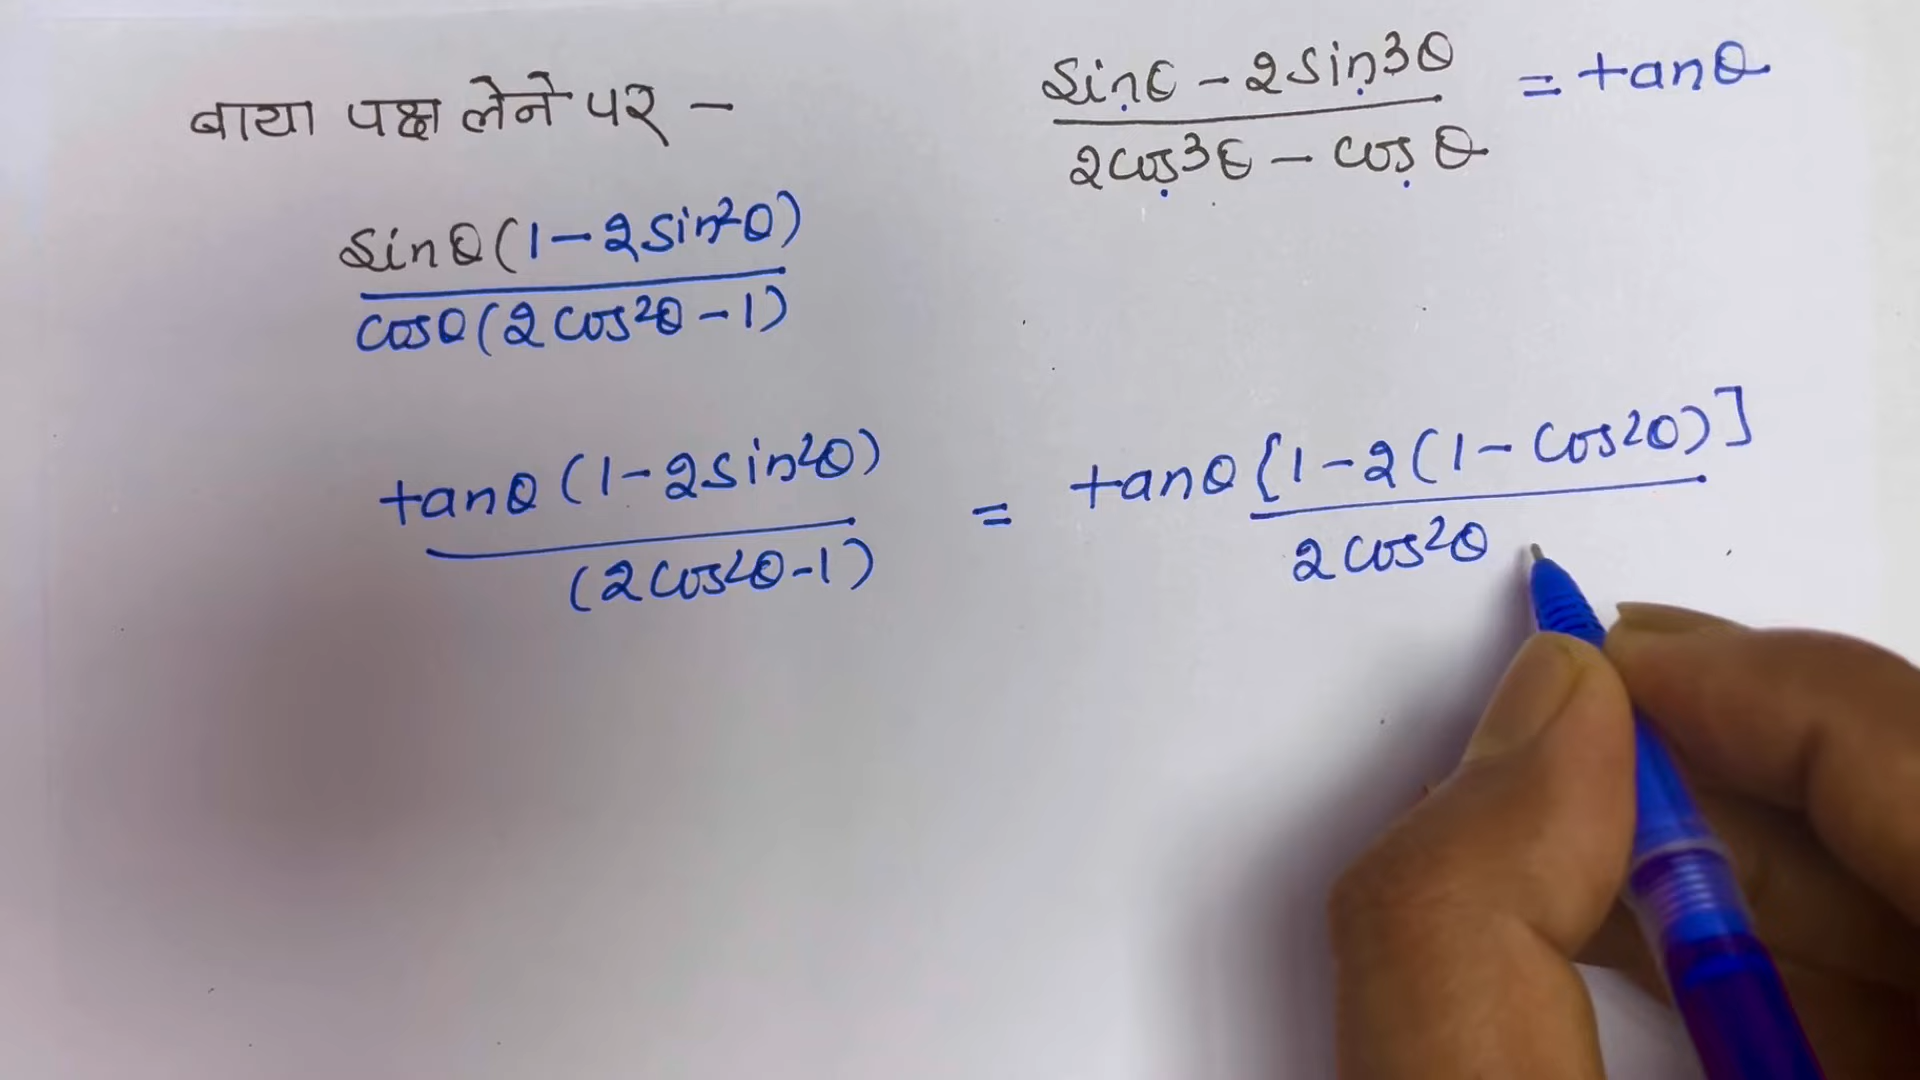 बाया पक्ष लेने पर –
sinθ - 2sin³θ / 2cos³θ - cosθ = tanθ
sinθ(1-2sin²θ) / cosθ(2cos²θ-1)
tanθ(1-2sin²θ) / (2cos²θ-1) = tanθ[1-2(1-cos²θ)] / 2cos²θ